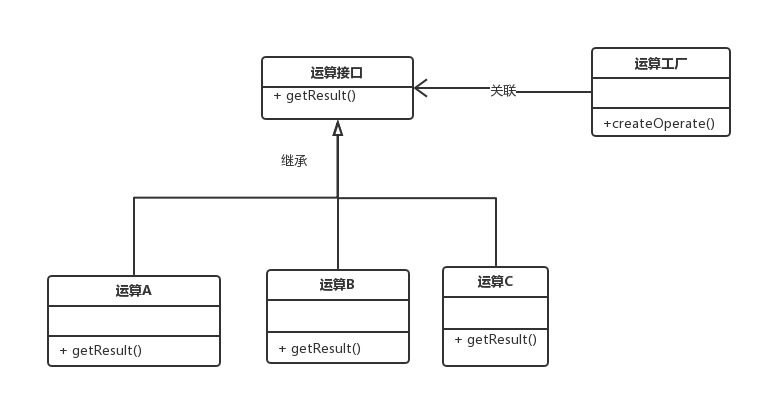 运算接口
+ getResult()
关联
运算工厂
+createOperate()
继承
运算A
+ getResult()
运算B
+ getResult()
运算C
+ getResult()